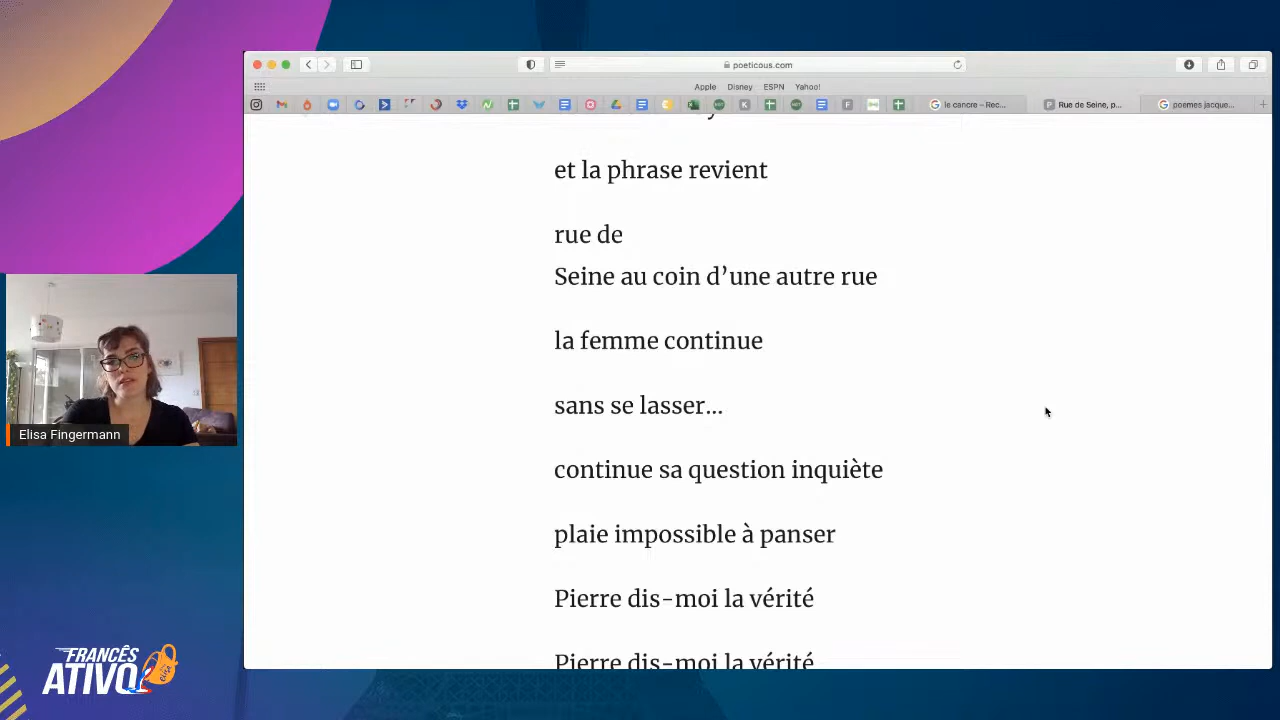 poeticous.com
Apple Disney ESPN Yahoo!
le cancre – Rec... Rue de Seine, p... poemes jacque...
et la phrase revient
rue de
Seine au coin d’une autre rue
la femme continue
sans se lasser...
continue sa question inquiète
plaie impossible à panser
Pierre dis-moi la vérité
Pierre dis-moi la vérité
Elisa Fingermann
FRANCÊS
ATIVO